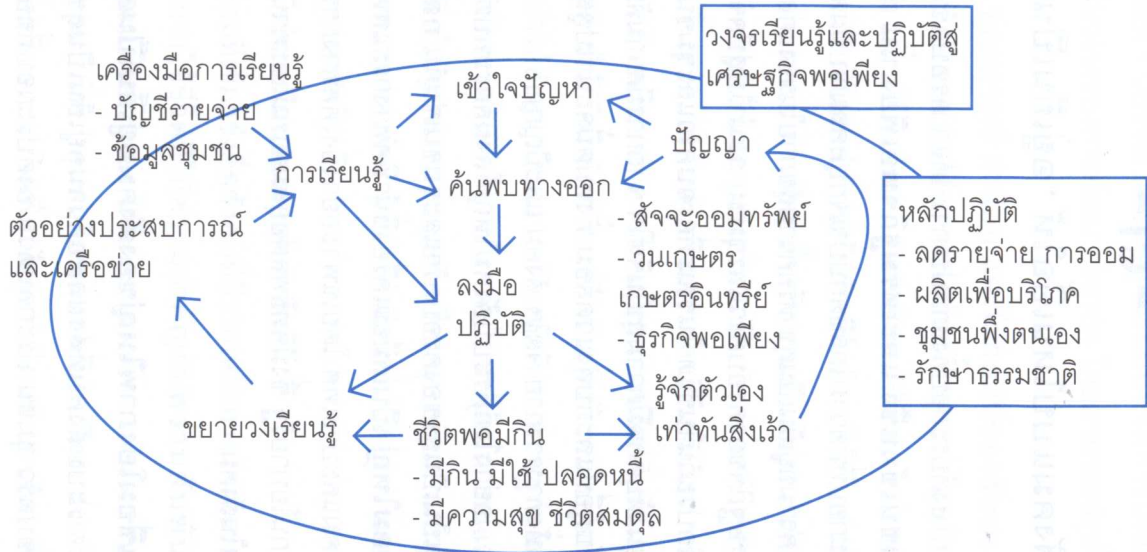 วงจรเรียนรู้และปฏิบัติสู่
เศรษฐกิจพอเพียง
เครื่องมือการเรียนรู้
- บัญชีรายจ่าย
- ข้อมูลชุมชน
เข้าใจปัญหา
ปัญญา
การเรียนรู้
ค้นพบทางออก
- สัจจะออมทรัพย์
- วนเกษตร
เกษตรอินทรีย์
- ธุรกิจพอเพียง
หลักปฏิบัติ
- ลดรายจ่าย การออม
- ผลิตเพื่อบริโภค
- ชุมชนพึ่งตนเอง
- รักษาธรรมชาติ
ตัวอย่างประสบการณ์
และเครือข่าย
ลงมือ
ปฏิบัติ
รู้จักตัวเอง
เท่าทันสิ่งเร้า
ขยายวงเรียนรู้
ชีวิตพอมีกิน
- มีกิน มีใช้ ปลอดหนี้
- มีความสุข ชีวิตสมดุล